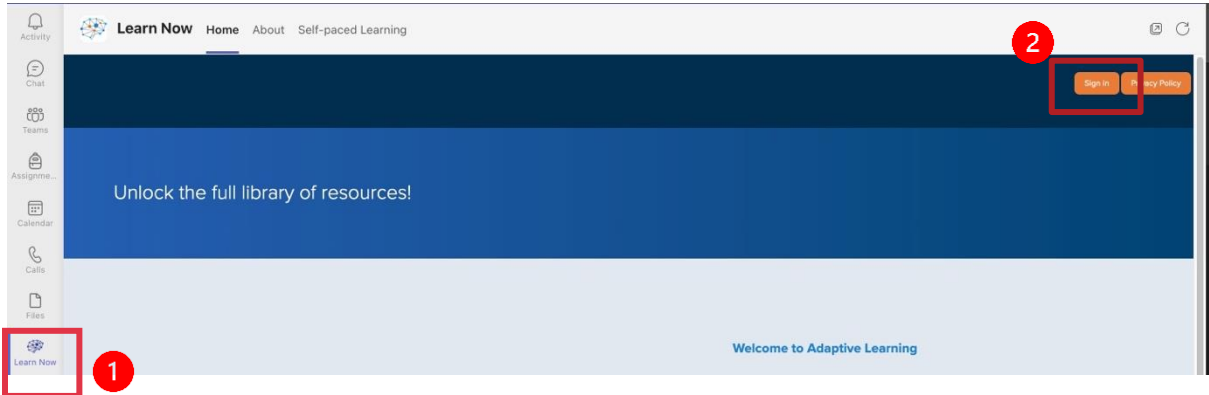 Activity
Chat
Teams
Assignme...
Calendar
Calls
Files
Learn Now
1
Learn Now Home About Self-paced Learning
2
Sign in Privacy Policy
Unlock the full library of resources!
Welcome to Adaptive Learning